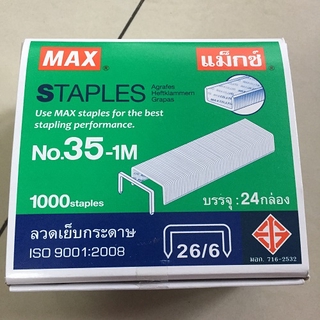 MAX
แม็กซ์
STAPLES
Agrafes
Heftklammern
Grapas
Use MAX staples for the best
stapling performance.
No.35-1M
1000staples
บรรจุ : 24กล่อง
ลวดเย็บกระดาษ
ISO 9001:2008
26/6
มอก. 716-2532